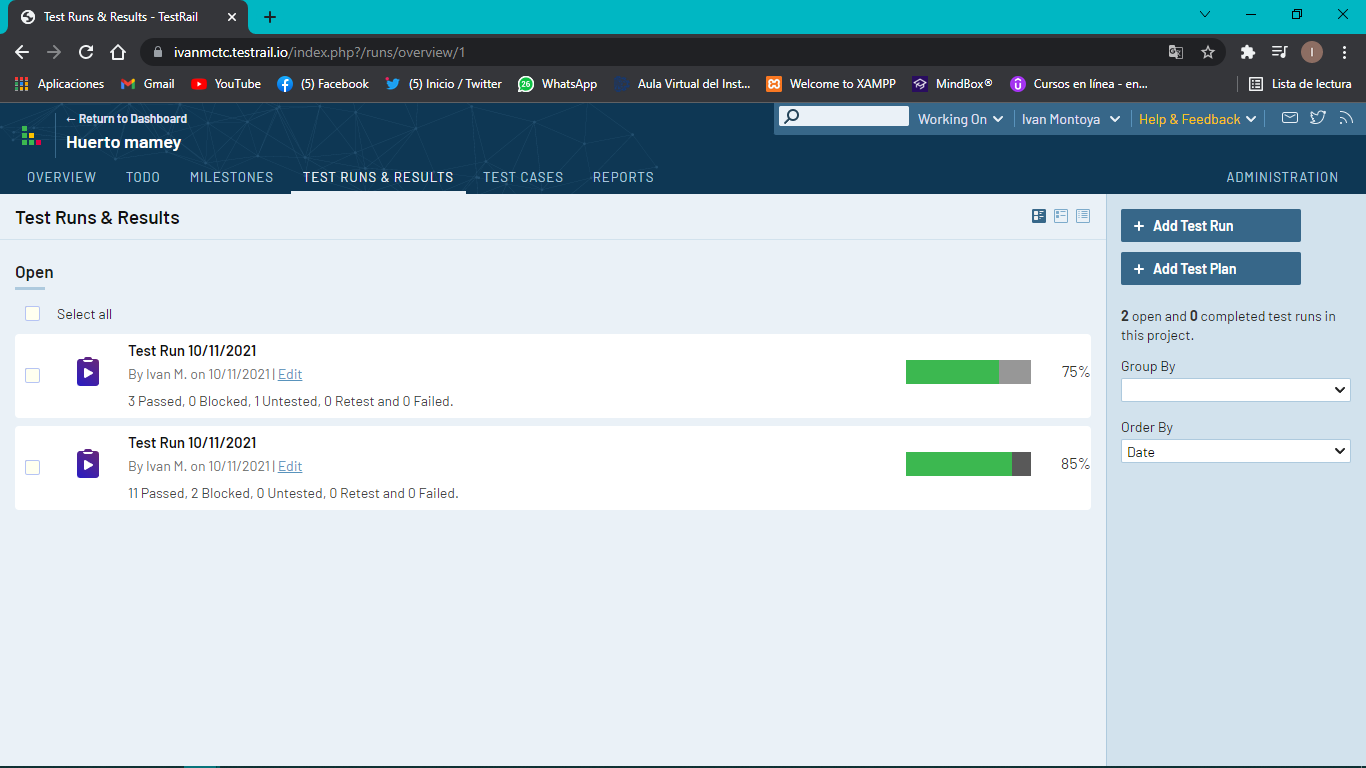 Test Runs & Results - TestRail
ivanmctc.testrail.io/index.php?/runs/overview/1
I
Aplicaciones
Gmail
YouTube
(5) Facebook
(5) Inicio / Twitter
26
WhatsApp
Aula Virtual del Inst...
Welcome to XAMPP
MindBox®
Cursos en línea - en...
Lista de lectura
← Return to Dashboard
Huerto mamey
Working On
Ivan Montoya
Help & Feedback
OVERVIEW
TODO
MILESTONES
TEST RUNS & RESULTS
TEST CASES
REPORTS
ADMINISTRATION
Test Runs & Results
Open
Select all
Test Run 10/11/2021
By Ivan M. on 10/11/2021 | Edit
3 Passed, 0 Blocked, 1 Untested, 0 Retest and 0 Failed.
75%
Test Run 10/11/2021
By Ivan M. on 10/11/2021 | Edit
11 Passed, 2 Blocked, 0 Untested, 0 Retest and 0 Failed.
85%
+ Add Test Run
+ Add Test Plan
2 open and 0 completed test runs in
this project.
Group By
Order By
Date